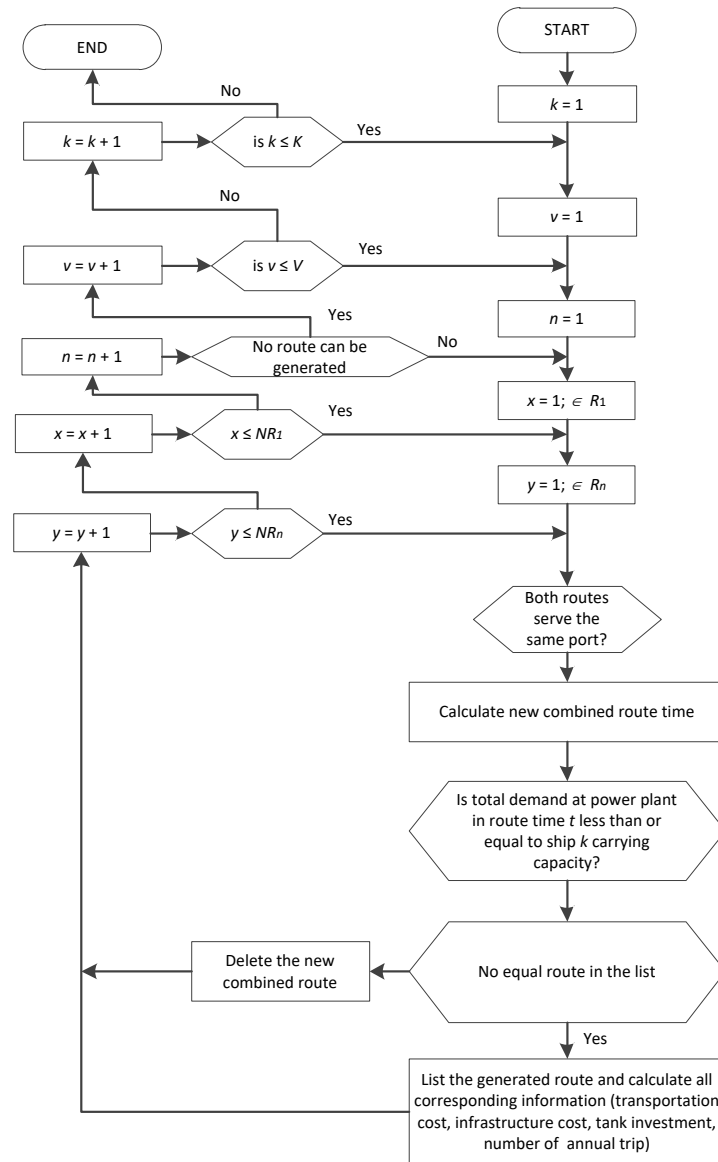 START
END
k = 1
No
k = k + 1
is k ≤ K
Yes
No
v = 1
v = v + 1
is v ≤ V
Yes
Yes
n = 1
n = n + 1
No route can be
generated
No
x = 1; ∈ R1
x = x + 1
x ≤ NR1
Yes
y = 1; ∈ Rn
y = y + 1
y ≤ NRn
Yes
Both routes
serve the
same port?
Calculate new combined route time
Is total demand at power plant
in route time t less than or
equal to ship k carrying
capacity?
Delete the new
combined route
No equal route in the list
Yes
List the generated route and calculate all
corresponding information (transportation
cost, infrastructure cost, tank investment,
number of annual trip)